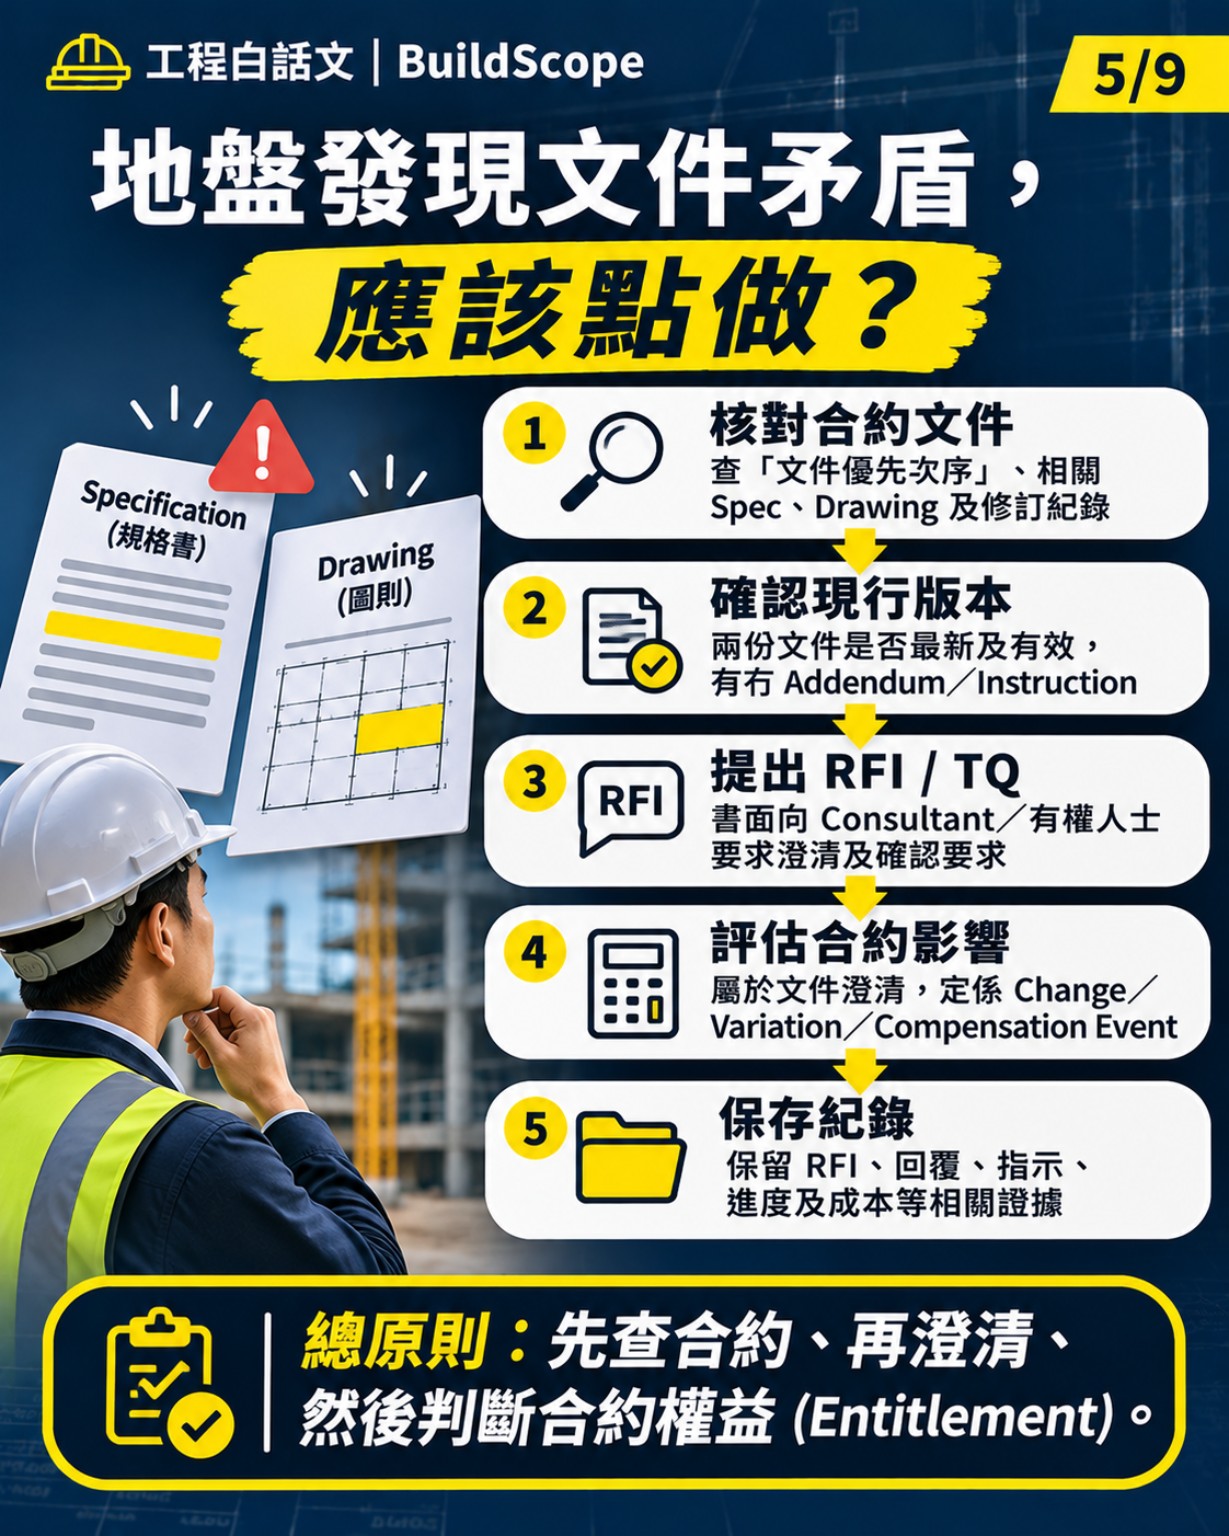 工程白話文 | BuildScope
5/9
地盤發現文件矛盾，
應該點做？
Specification
(規格書)
Drawing
(圖則)
1
核對合約文件
查「文件優先次序」、相關
Spec、Drawing 及修訂紀錄
2
確認現行版本
兩份文件是否最新及有效，
有冇 Addendum／Instruction
3
RFI
提出 RFI / TQ
書面向 Consultant／有權人士
要求澄清及確認要求
4
評估合約影響
屬於文件澄清，定係 Change／
Variation／Compensation Event
5
保存紀錄
保留 RFI、回覆、指示、
進度及成本等相關證據
總原則：先查合約、再澄清、
然後判斷合約權益 (Entitlement)。